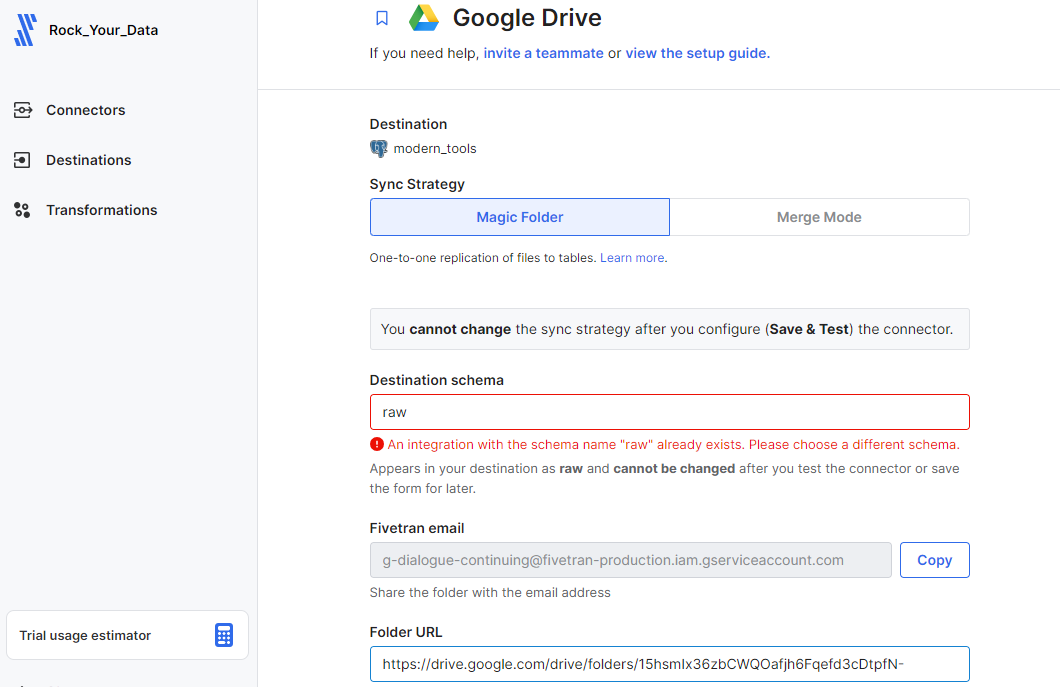 Rock_Your_Data
Connectors
Destinations
Transformations
Trial usage estimator
Google Drive
If you need help, invite a teammate or view the setup guide.
Destination
modern_tools
Sync Strategy
Magic Folder
Merge Mode
One-to-one replication of files to tables. Learn more.
You cannot change the sync strategy after you configure (Save & Test) the connector.
Destination schema
raw
An integration with the schema name "raw" already exists. Please choose a different schema.
Appears in your destination as raw and cannot be changed after you test the connector or save
the form for later.
Fivetran email
g-dialogue-continuing@fivetran-production.iam.gserviceaccount.com
Copy
Share the folder with the email address
Folder URL
https://drive.google.com/drive/folders/15hsmIx36zbCWQOafjh6Fqefd3cDtpfN-